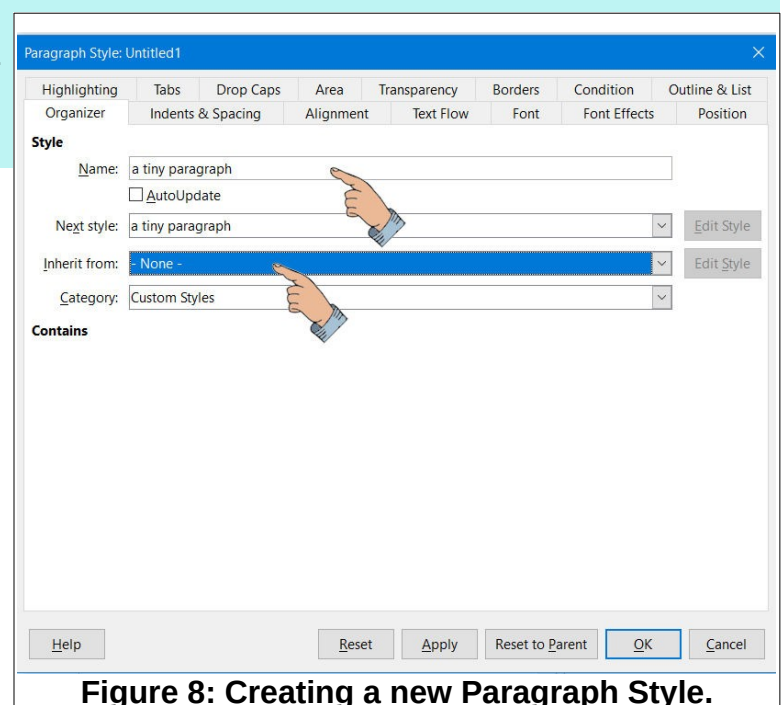 Paragraph Style: Untitled1
Highlighting Tabs Drop Caps Area Transparency Borders Condition Outline & List
Organizer Indents & Spacing Alignment Text Flow Font Font Effects Position
Style
Name: a tiny paragraph
AutoUpdate
Next style: a tiny paragraph Edit Style
Inherit from: - None - Edit Style
Category: Custom Styles
Contains
Help Reset Apply Reset to Parent OK Cancel
Figure 8: Creating a new Paragraph Style.